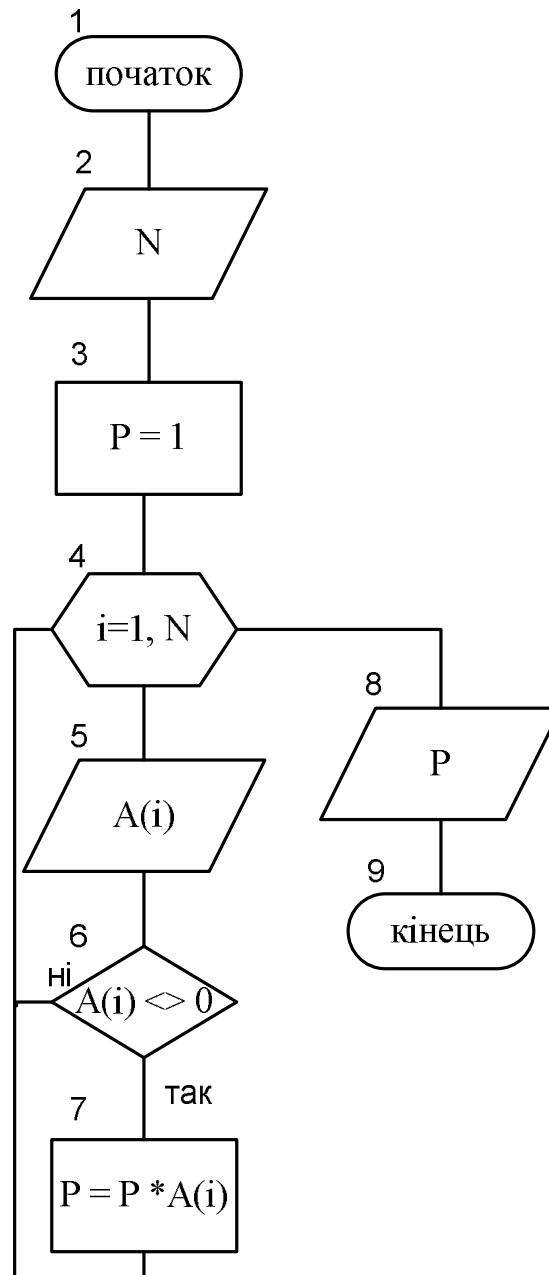 1
початок
2
N
3
P = 1
4
i=1, N
5
A(i)
6
ні
A(i) <> 0
так
7
P = P *A(i)
8
P
9
кінець